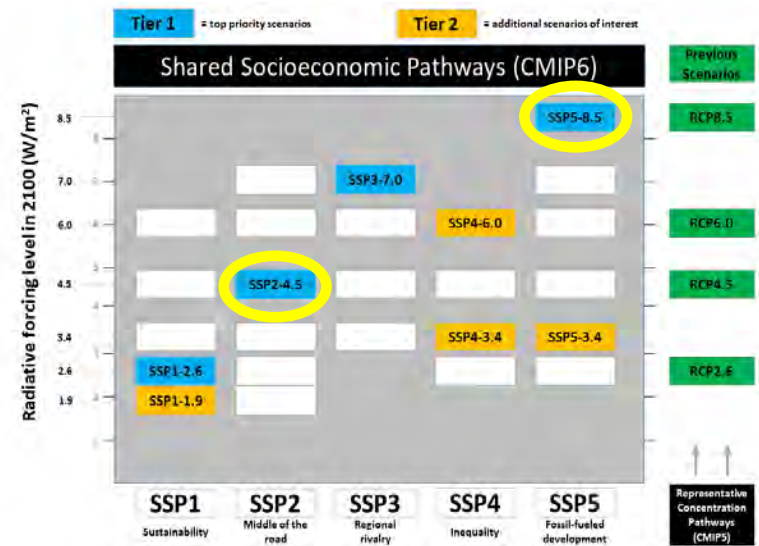 Tier 1 = top priority scenarios
Tier 2 = additional scenarios of interest
Shared Socioeconomic Pathways (CMIP6)
Previous
Scenarios
Radiative forcing level in 2100 (W/m²)
8.5
SSP5-8.5
RCP8.5
7.0
SSP3-7.0
6.0
SSP4-6.0
RCP6.0
4.5
SSP2-4.5
RCP4.5
3.4
SSP4-3.4
SSP5-3.4
2.6
SSP1-2.6
RCP2.6
1.9
SSP1-1.9
SSP1
Sustainability
SSP2
Middle of the
road
SSP3
Regional
rivalry
SSP4
Inequality
SSP5
Fossil-fueled
development
Representative
Concentration
Pathways
(CMIP5)